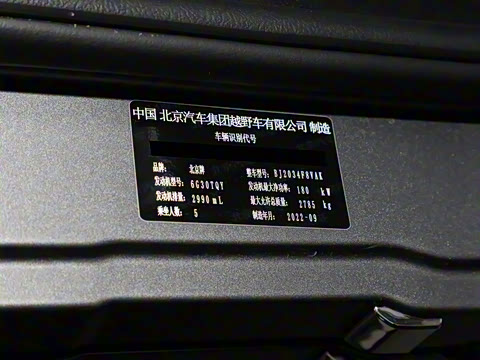 中国 北京汽车集团越野车有限公司 制造
车辆识别代号
品牌: 北京牌 整车型号: BJ2034F8VAK
发动机型号: 6G30TQY 发动机最大净功率: 180 kW
发动机排量: 2990 mL 最大允许总质量: 2785 kg
乘坐人数: 5 制造年月: 2022-09